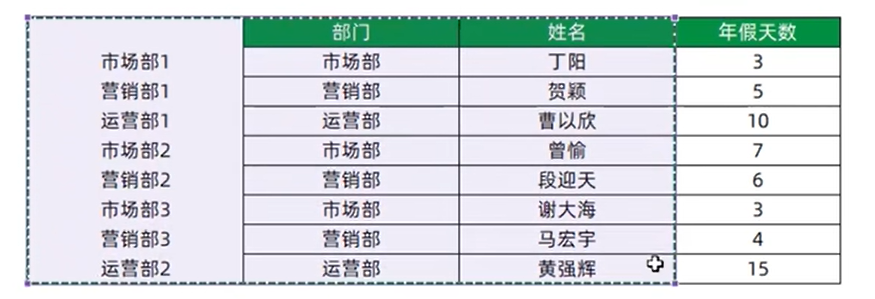 部门 姓名 年假天数
市场部1 市场部 丁阳 3
营销部1 营销部 贺颖 5
运营部1 运营部 曹以欣 10
市场部2 市场部 曾愉 7
营销部2 营销部 段迎天 6
市场部3 市场部 谢大海 3
营销部3 营销部 马宏宇 4
运营部2 运营部 黄强辉 15